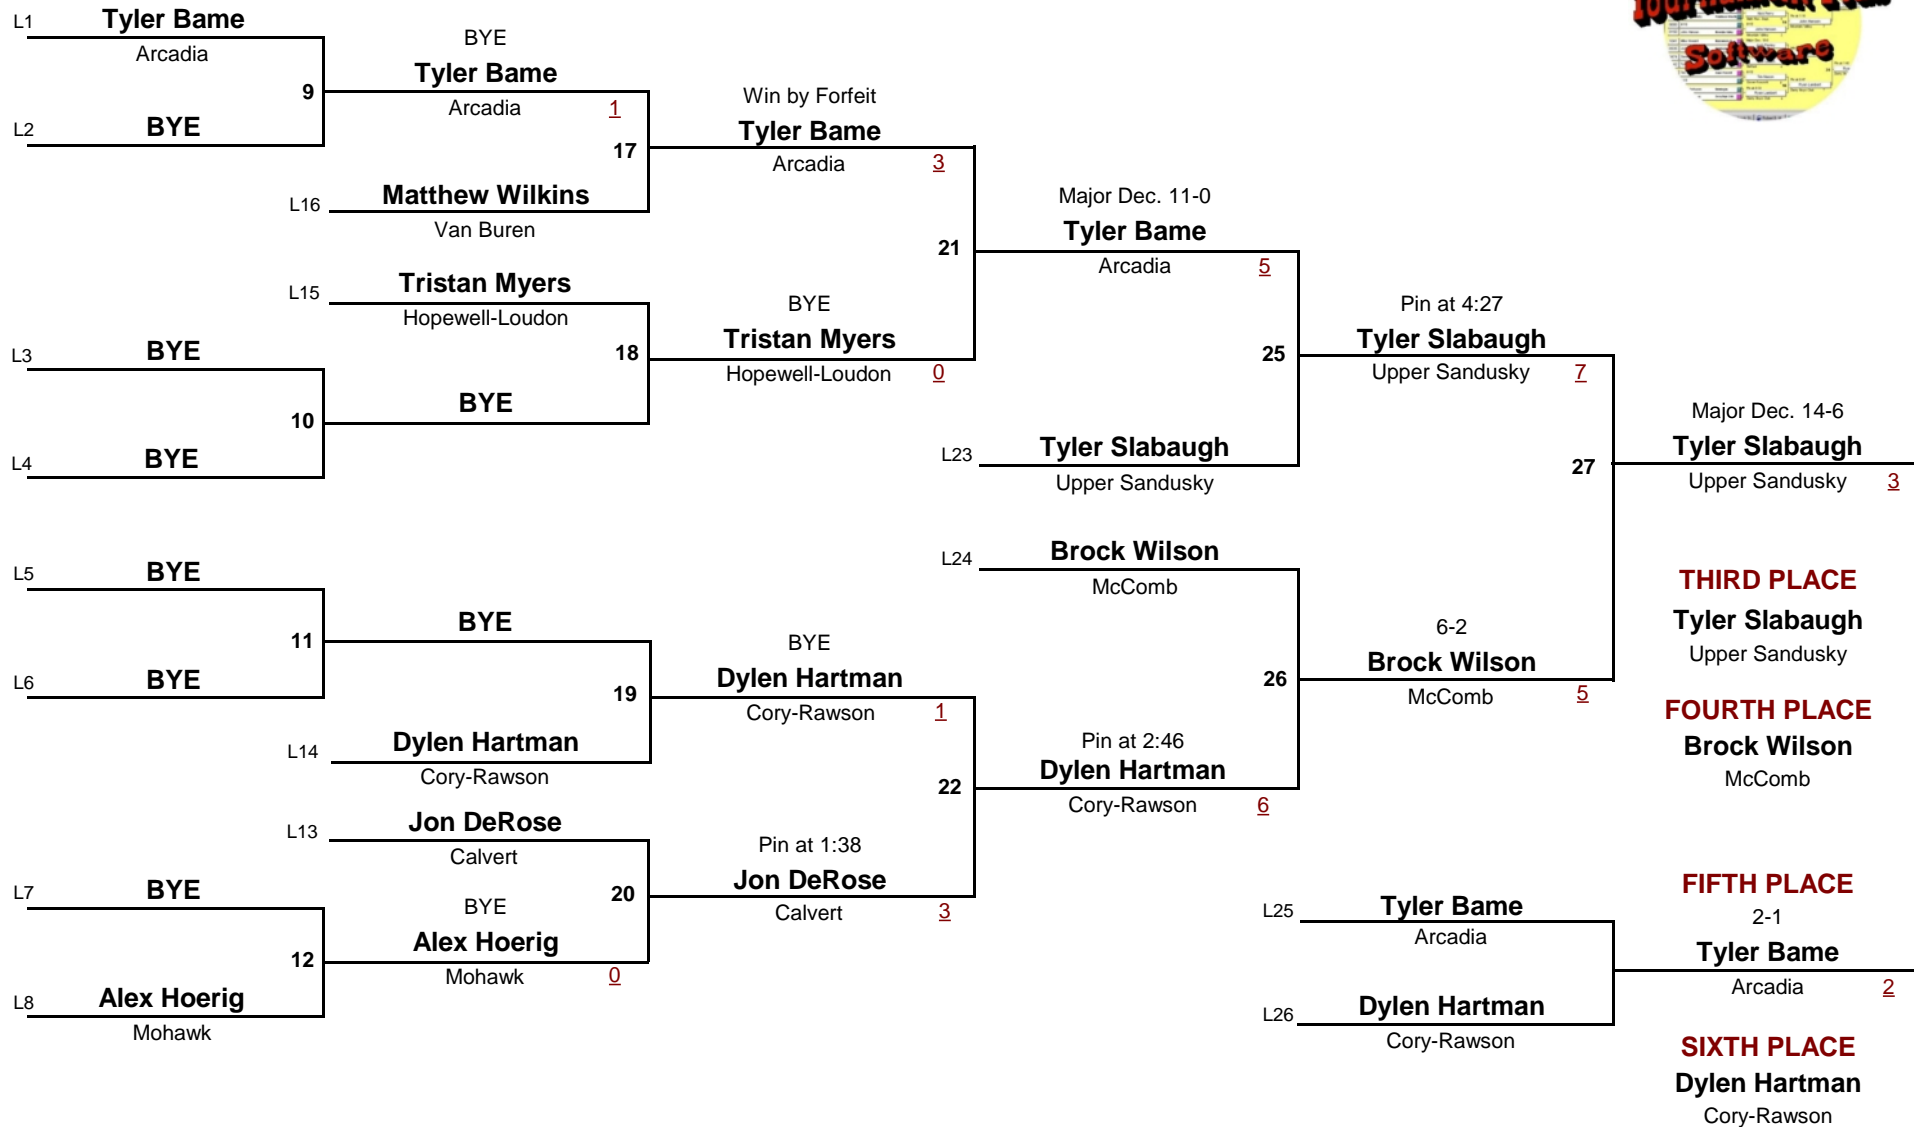 Tournament
Software
L1
Tyler Bame
Arcadia
9
L2
BYE
BYE
Tyler Bame
Arcadia
1
17
L16
Matthew Wilkins
Van Buren
Win by Forfeit
Tyler Bame
Arcadia
3
L15
Tristan Myers
Hopewell-Loudon
L3
BYE
10
L4
BYE
BYE
18
BYE
Tristan Myers
Hopewell-Loudon
0
21
Major Dec. 11-0
Tyler Bame
Arcadia
5
25
L23
Tyler Slabaugh
Upper Sandusky
Pin at 4:27
Tyler Slabaugh
Upper Sandusky
7
27
Major Dec. 14-6
Tyler Slabaugh
Upper Sandusky
3
L5
BYE
11
L6
BYE
BYE
19
L14
Dylen Hartman
Cory-Rawson
BYE
Dylen Hartman
Cory-Rawson
1
L24
Brock Wilson
McComb
26
6-2
Brock Wilson
McComb
5
THIRD PLACE
Tyler Slabaugh
Upper Sandusky
FOURTH PLACE
Brock Wilson
McComb
22
Pin at 2:46
Dylen Hartman
Cory-Rawson
6
L13
Jon DeRose
Calvert
20
Pin at 1:38
Jon DeRose
Calvert
3
L7
BYE
12
L8
Alex Hoerig
Mohawk
BYE
Alex Hoerig
Mohawk
0
L25
Tyler Bame
Arcadia
L26
Dylen Hartman
Cory-Rawson
FIFTH PLACE
2-1
Tyler Bame
Arcadia
2
SIXTH PLACE
Dylen Hartman
Cory-Rawson